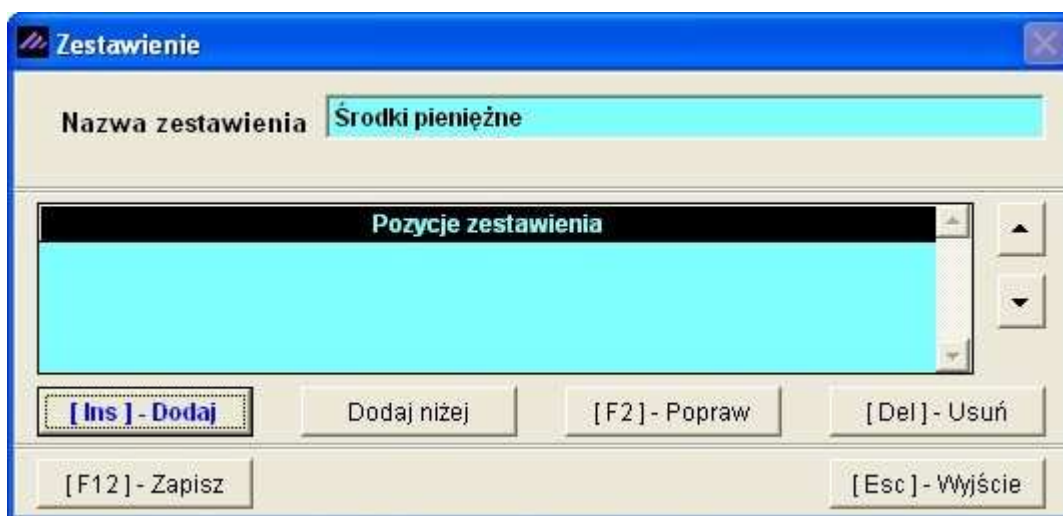 Zestawienie
Nazwa zestawienia Środki pieniężne
Pozycje zestawienia
[ Ins ] - Dodaj Dodaj niżej [ F2 ] - Popraw [ Del ] - Usuń
[ F12 ] - Zapisz [ Esc ] - Wyjście